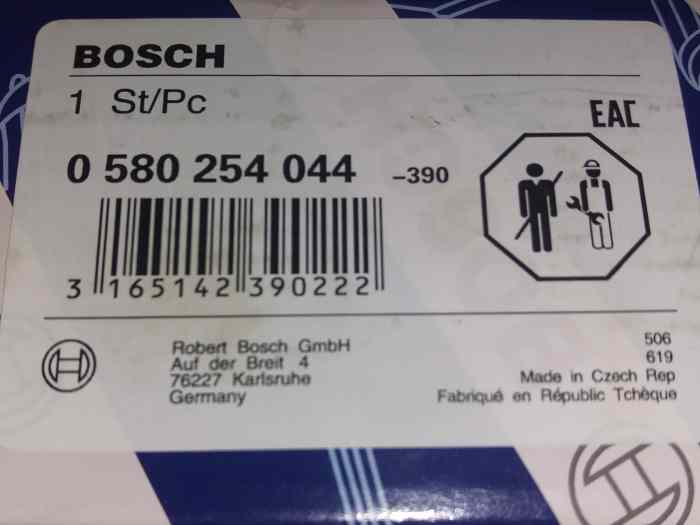 BOSCH
1 St/Pc
EAC
0 580 254 044 -390
3 165142 390222
Robert Bosch GmbH
Auf der Breit 4
76227 Karlsruhe
Germany
506
619
Made in Czech Rep
Fabriqué en Républic Tchèque